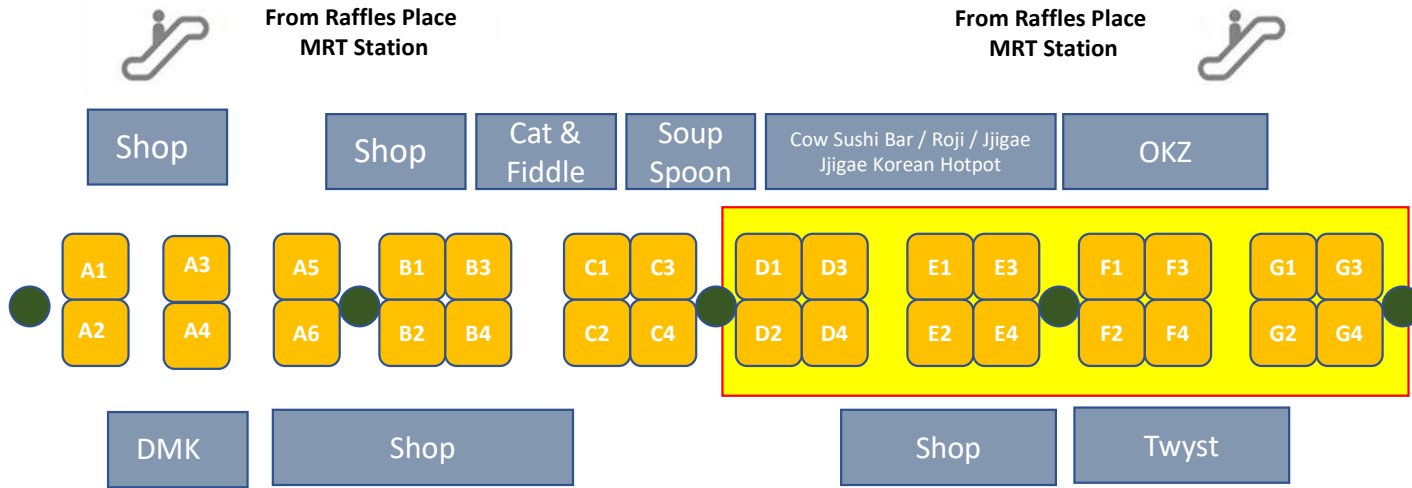 From Raffles Place
MRT Station
From Raffles Place
MRT Station
Shop
Shop
Cat &
Fiddle
Soup
Spoon
Cow Sushi Bar / Roji / Jjigae
Jjigae Korean Hotpot
OKZ
A1
A3
A5
B1
B3
C1
C3
D1
D3
E1
E3
F1
F3
G1
G3
A2
A4
A6
B2
B4
C2
C4
D2
D4
E2
E4
F2
F4
G2
G4
DMK
Shop
Shop
Twyst